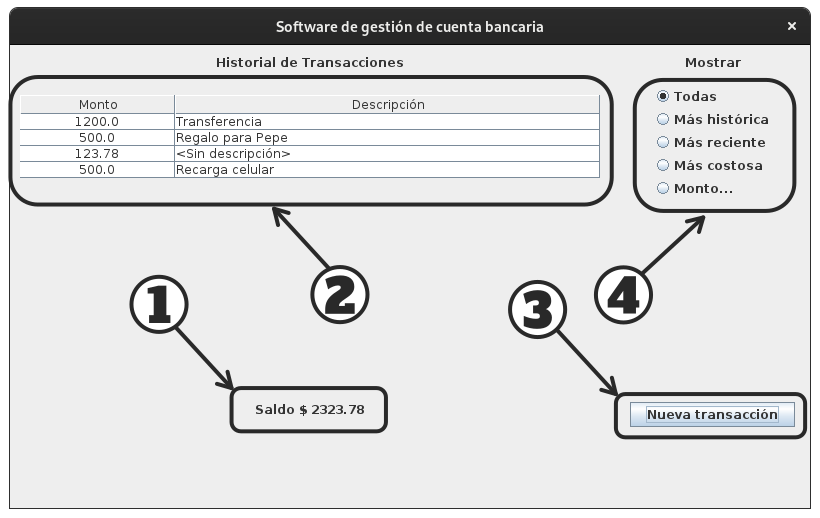 Software de gestión de cuenta bancaria
×
Historial de Transacciones
Mostrar
Monto Descripción
1200.0 Transferencia
500.0 Regalo para Pepe
123.78 <Sin descripción>
500.0 Recarga celular
Todas
Más histórica
Más reciente
Más costosa
Monto...
1
2
3
4
Saldo $ 2323.78
Nueva transacción